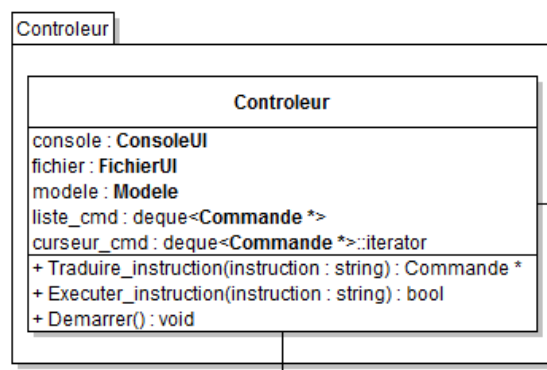 Controleur
Controleur
console : ConsoleUI
fichier : FichierUI
modele : Modele
liste_cmd : deque<Commande *>
curseur_cmd : deque<Commande *>::iterator
+ Traduire_instruction(instruction : string) : Commande *
+ Executer_instruction(instruction : string) : bool
+ Demarrer() : void